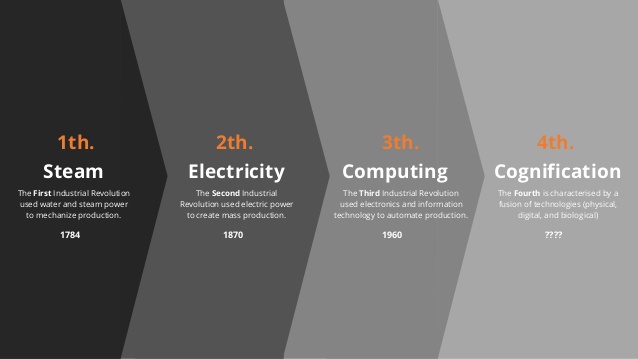 1th.
Steam
The First Industrial Revolution
used water and steam power
to mechanize production.
1784
2th.
Electricity
The Second Industrial
Revolution used electric power
to create mass production.
1870
3th.
Computing
The Third Industrial Revolution
used electronics and information
technology to automate production.
1960
4th.
Cognification
The Fourth is characterised by a
fusion of technologies (physical,
digital, and biological)
????